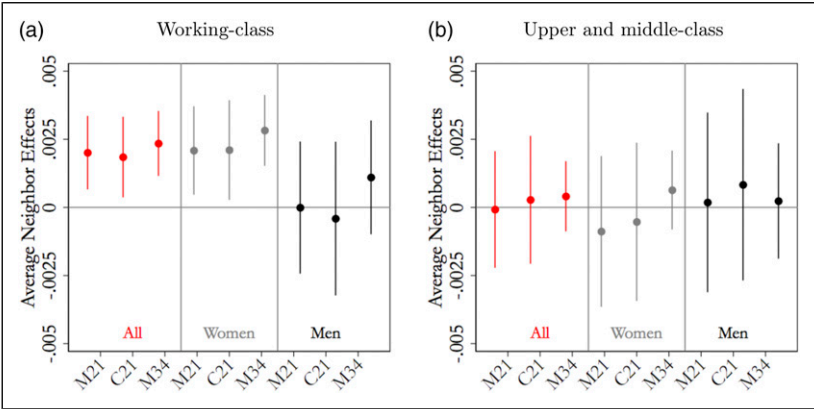 (a) Working-class
Average Neighbor Effects
.005
.0025
0
-.0025
-.005
All Women Men
M21 C21 M34 M21 C21 M34 M21 C21 M34
(b) Upper and middle-class
Average Neighbor Effects
.005
.0025
0
-.0025
-.005
All Women Men
M21 C21 M34 M21 C21 M34 M21 C21 M34